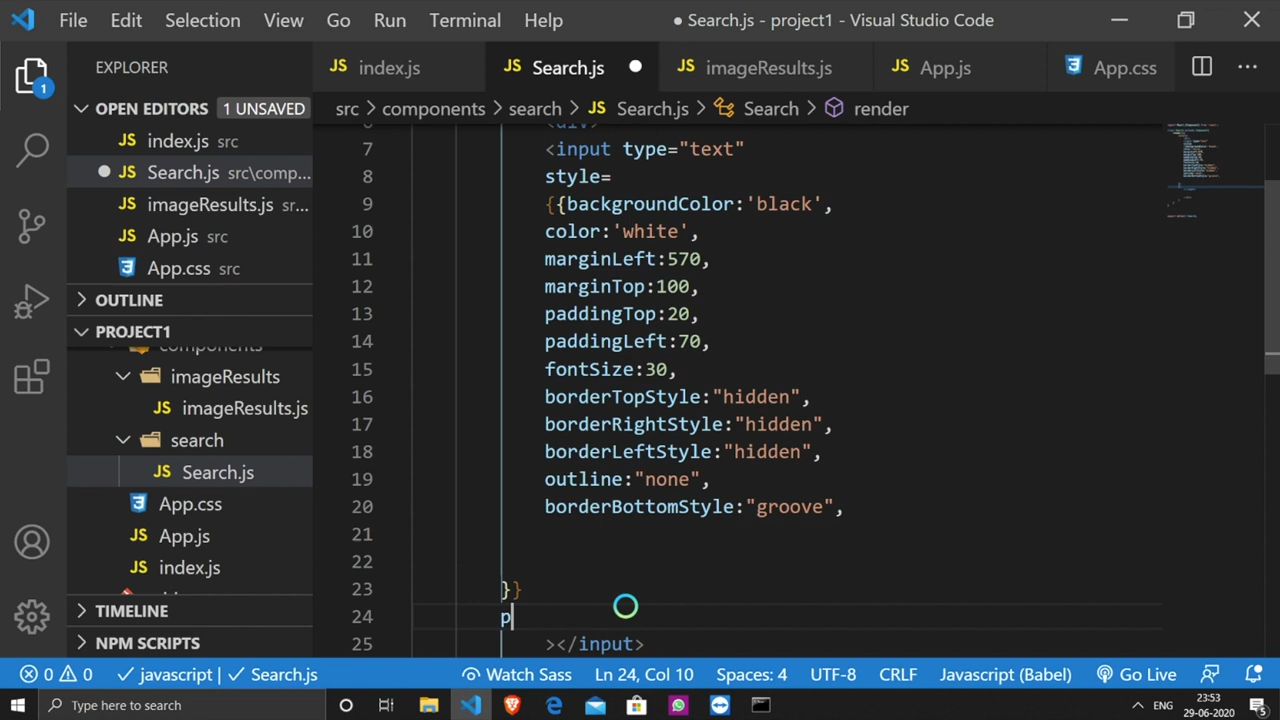 File Edit Selection View Go Run Terminal Help ● Search.js - project1 - Visual Studio Code
EXPLORER
JS index.js JS Search.js JS imageResults.js JS App.js App.css
OPEN EDITORS 1 UNSAVED
src > components > search > JS Search.js > Search > render
JS index.js src
JS Search.js src\comp...
JS imageResults.js sr...
JS App.js src
App.css src
OUTLINE
PROJECT1
components
imageResults
JS imageResults.js
search
JS Search.js
App.css
JS App.js
JS index.js
TIMELINE
NPM SCRIPTS
6 <div>
7 <input type="text"
8 style=
9 {{backgroundColor:'black',
10 color:'white',
11 marginLeft:570,
12 marginTop:100,
13 paddingTop:20,
14 paddingLeft:70,
15 fontSize:30,
16 borderTopStyle:"hidden",
17 borderRightStyle:"hidden",
18 borderLeftStyle:"hidden",
19 outline:"none",
20 borderBottomStyle:"groove",
21
22
23 }}
24 p
25 ></input>
1
0 0 javascript | Search.js Watch Sass Ln 24, Col 10 Spaces: 4 UTF-8 CRLF Javascript (Babel) Go Live
Type here to search ENG 23:53
29-06-2020 5